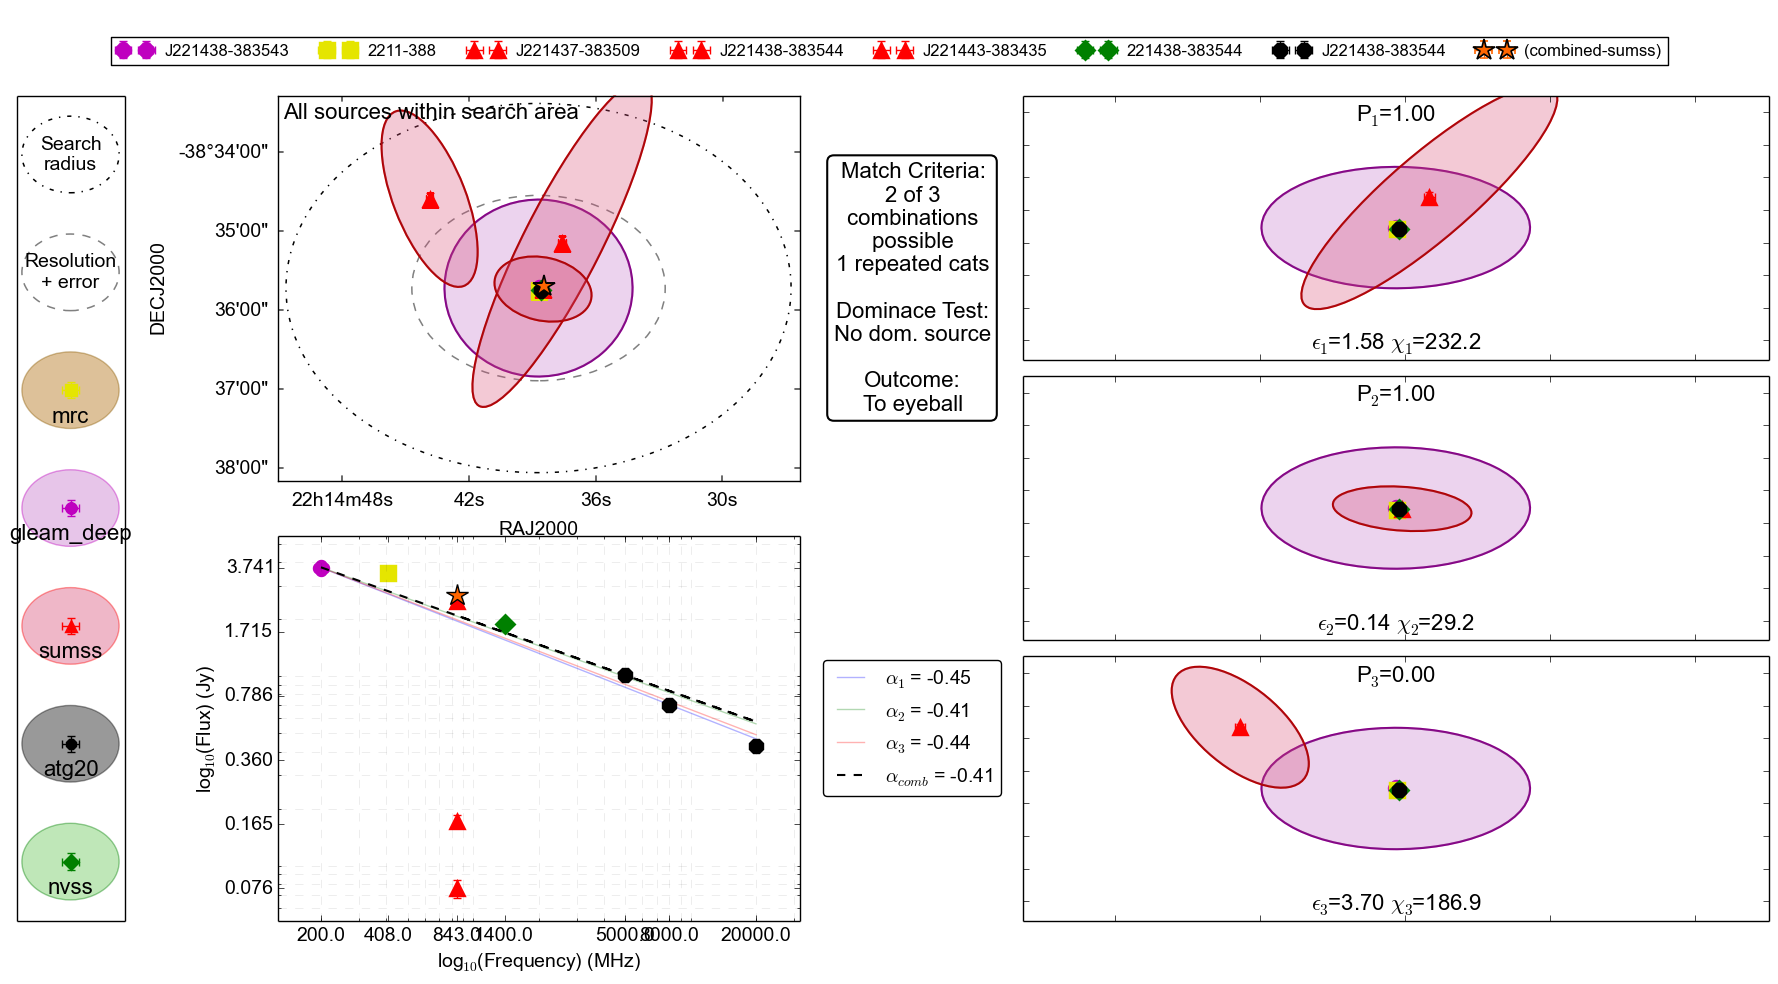 J221438-383543 2211-388 J221437-383509 J221438-383544 J221443-383435 221438-383544 J221438-383544 (combined-sumss)
Search
radius
Resolution
+ error
mrc
gleam_deep
sumss
atg20
nvss
All sources within search area
DECJ2000
-38°34'00"
35'00"
36'00"
37'00"
38'00"
22h14m48s 42s 36s 30s
RAJ2000
log10(Flux) (Jy)
3.741
1.715
0.786
0.360
0.165
0.076
200.0 408.0 843.0 1400.0 5000.0 8000.0 20000.0
log10(Frequency) (MHz)
Match Criteria:
2 of 3
combinations
possible
1 repeated cats
Dominace Test:
No dom. source
Outcome:
To eyeball
α1 = -0.45
α2 = -0.41
α3 = -0.44
αcomb = -0.41
P1=1.00
ϵ1=1.58 χ1=232.2
P2=1.00
ϵ2=0.14 χ2=29.2
P3=0.00
ϵ3=3.70 χ3=186.9